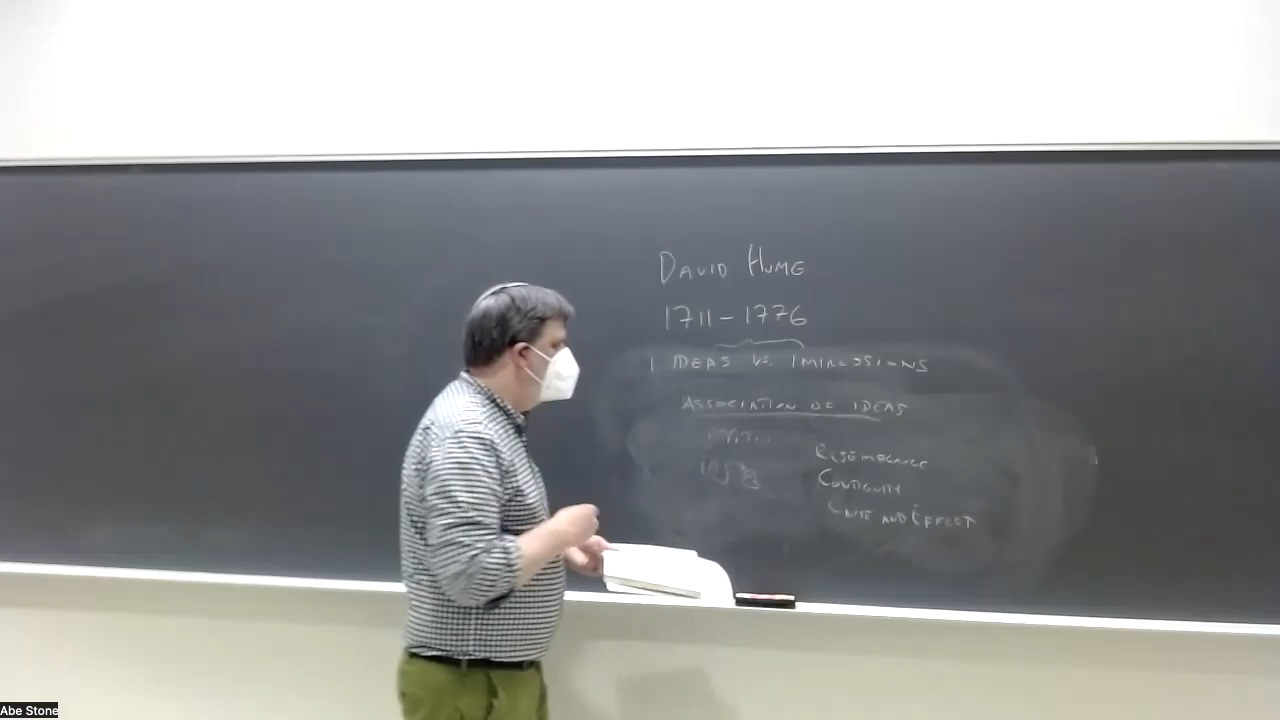 DAVID HUME
1711-1776
1. IDEAS VS. IMPRESSIONS
ASSOCIATION OF IDEAS
RESEMBLANCE
CONTIGUITY
CAUSE AND EFFECT
Abe Stone